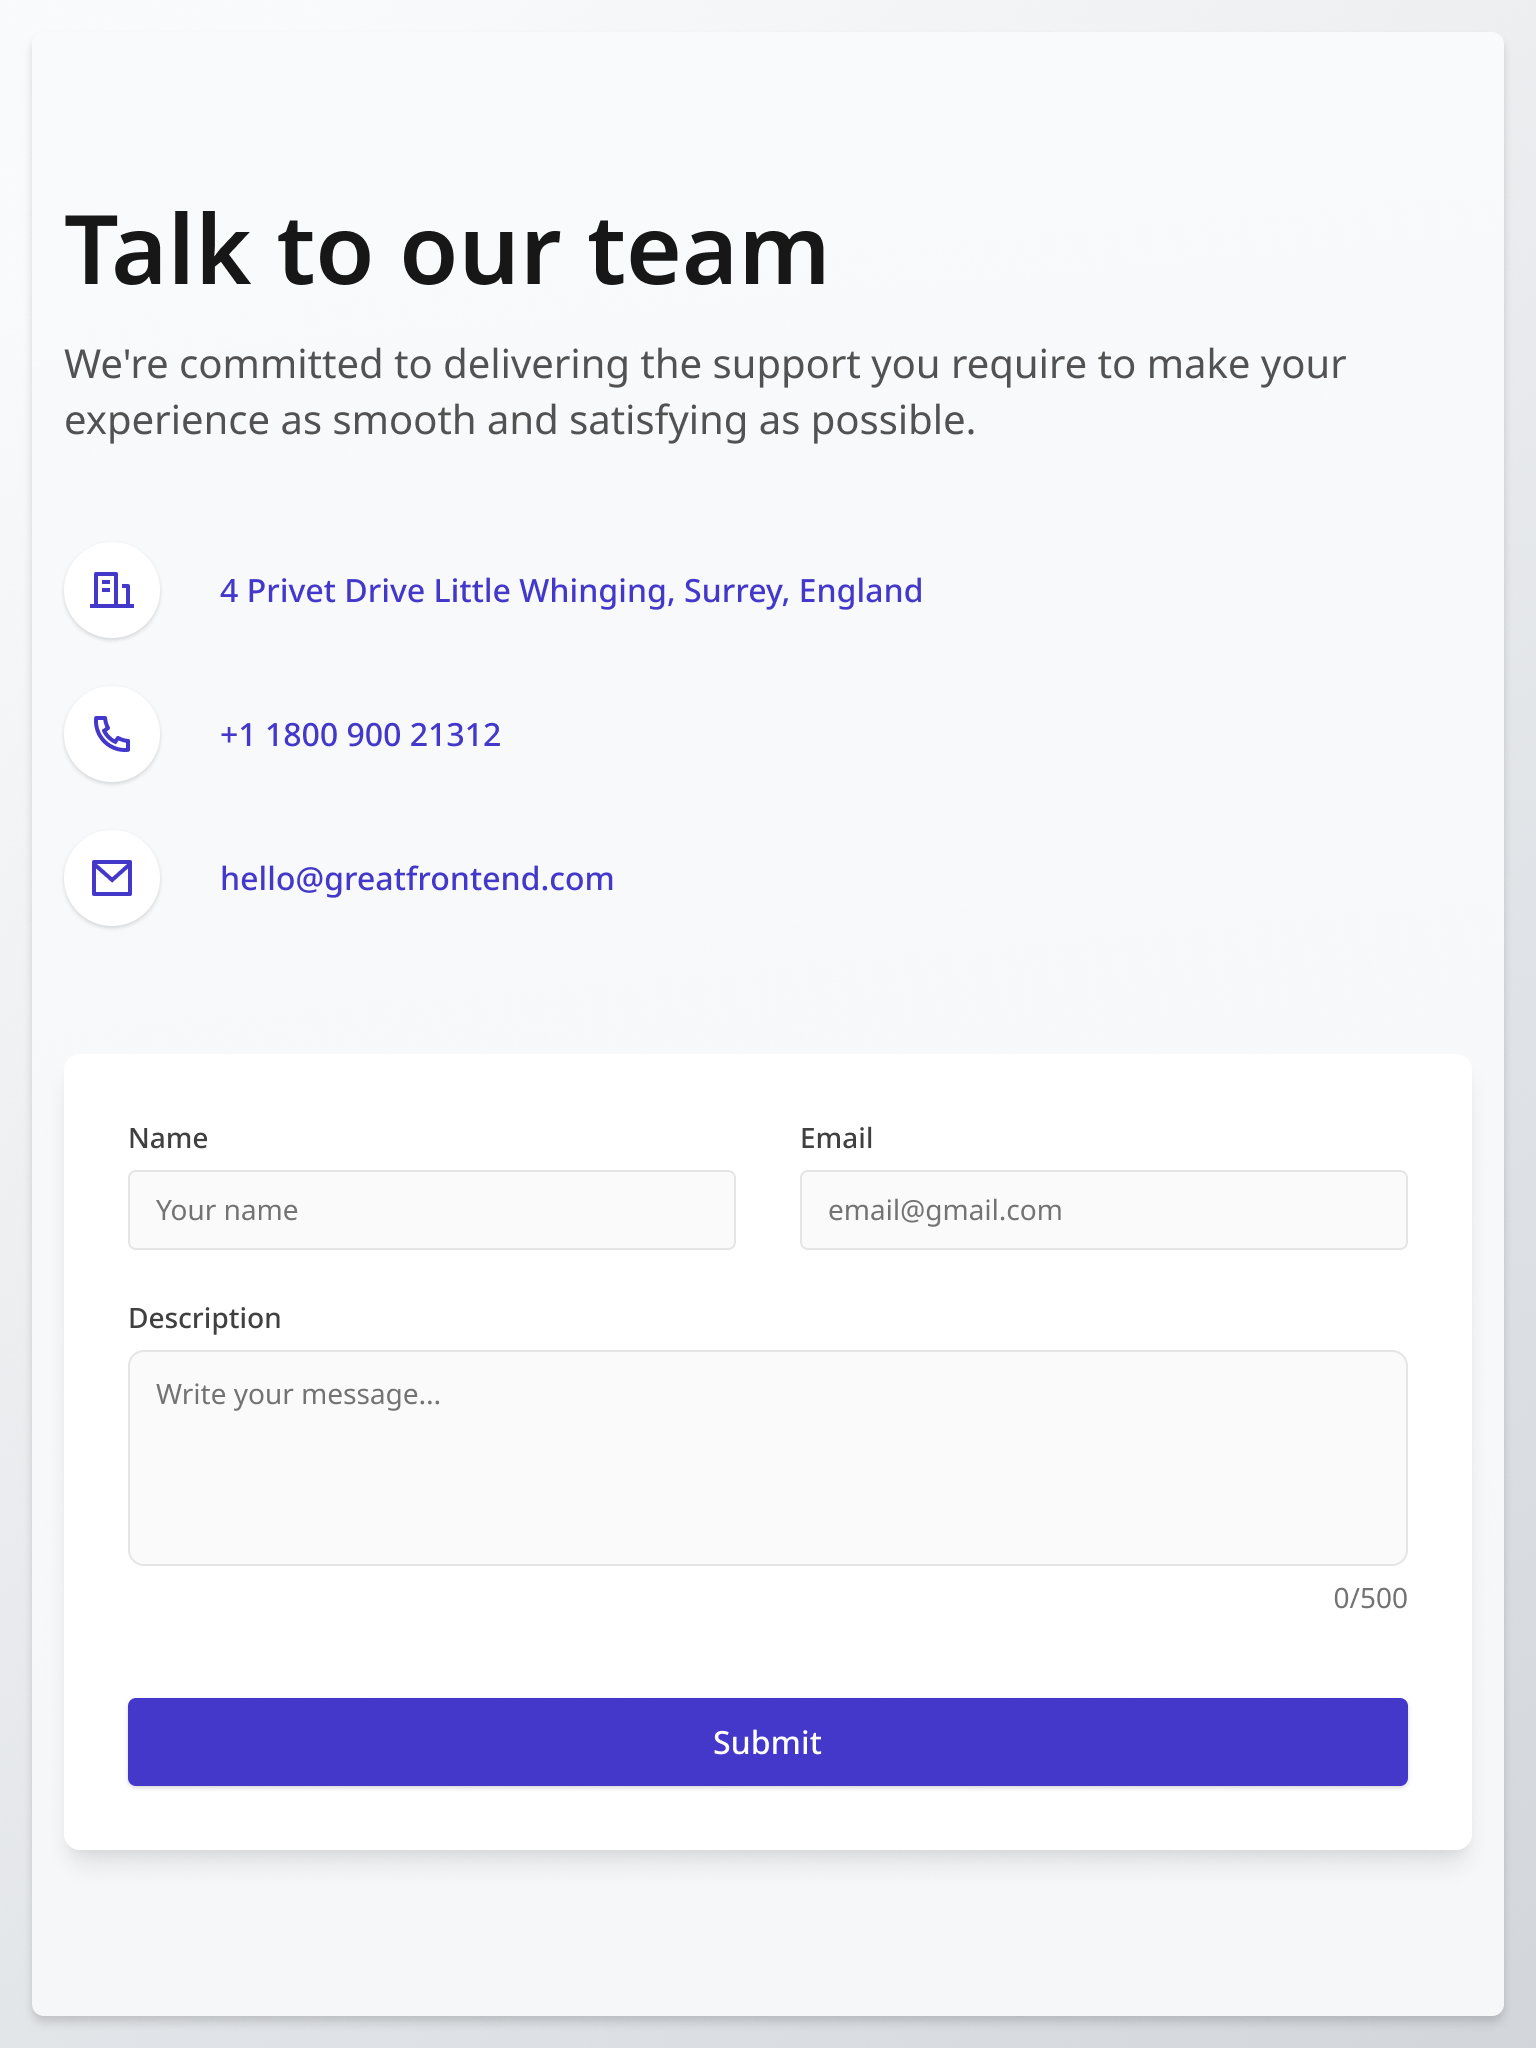 Talk to our team
We're committed to delivering the support you require to make your
experience as smooth and satisfying as possible.
4 Privet Drive Little Whinging, Surrey, England
+1 1800 900 21312
hello@greatfrontend.com
Name
Email
Your name
email@gmail.com
Description
Write your message...
0/500
Submit